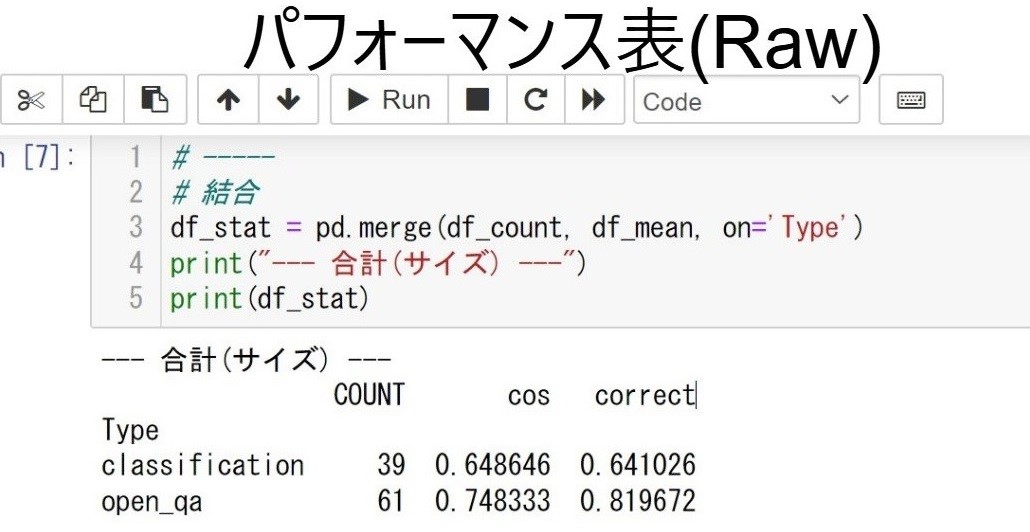 パフォーマンス表(Raw)
Run
Code
[7]:
1 # -----
2 # 結合
3 df_stat = pd.merge(df_count, df_mean, on='Type')
4 print("--- 合計(サイズ) ---")
5 print(df_stat)
--- 合計(サイズ) ---
COUNT cos correct
Type
classification 39 0.648646 0.641026
open_qa 61 0.748333 0.819672